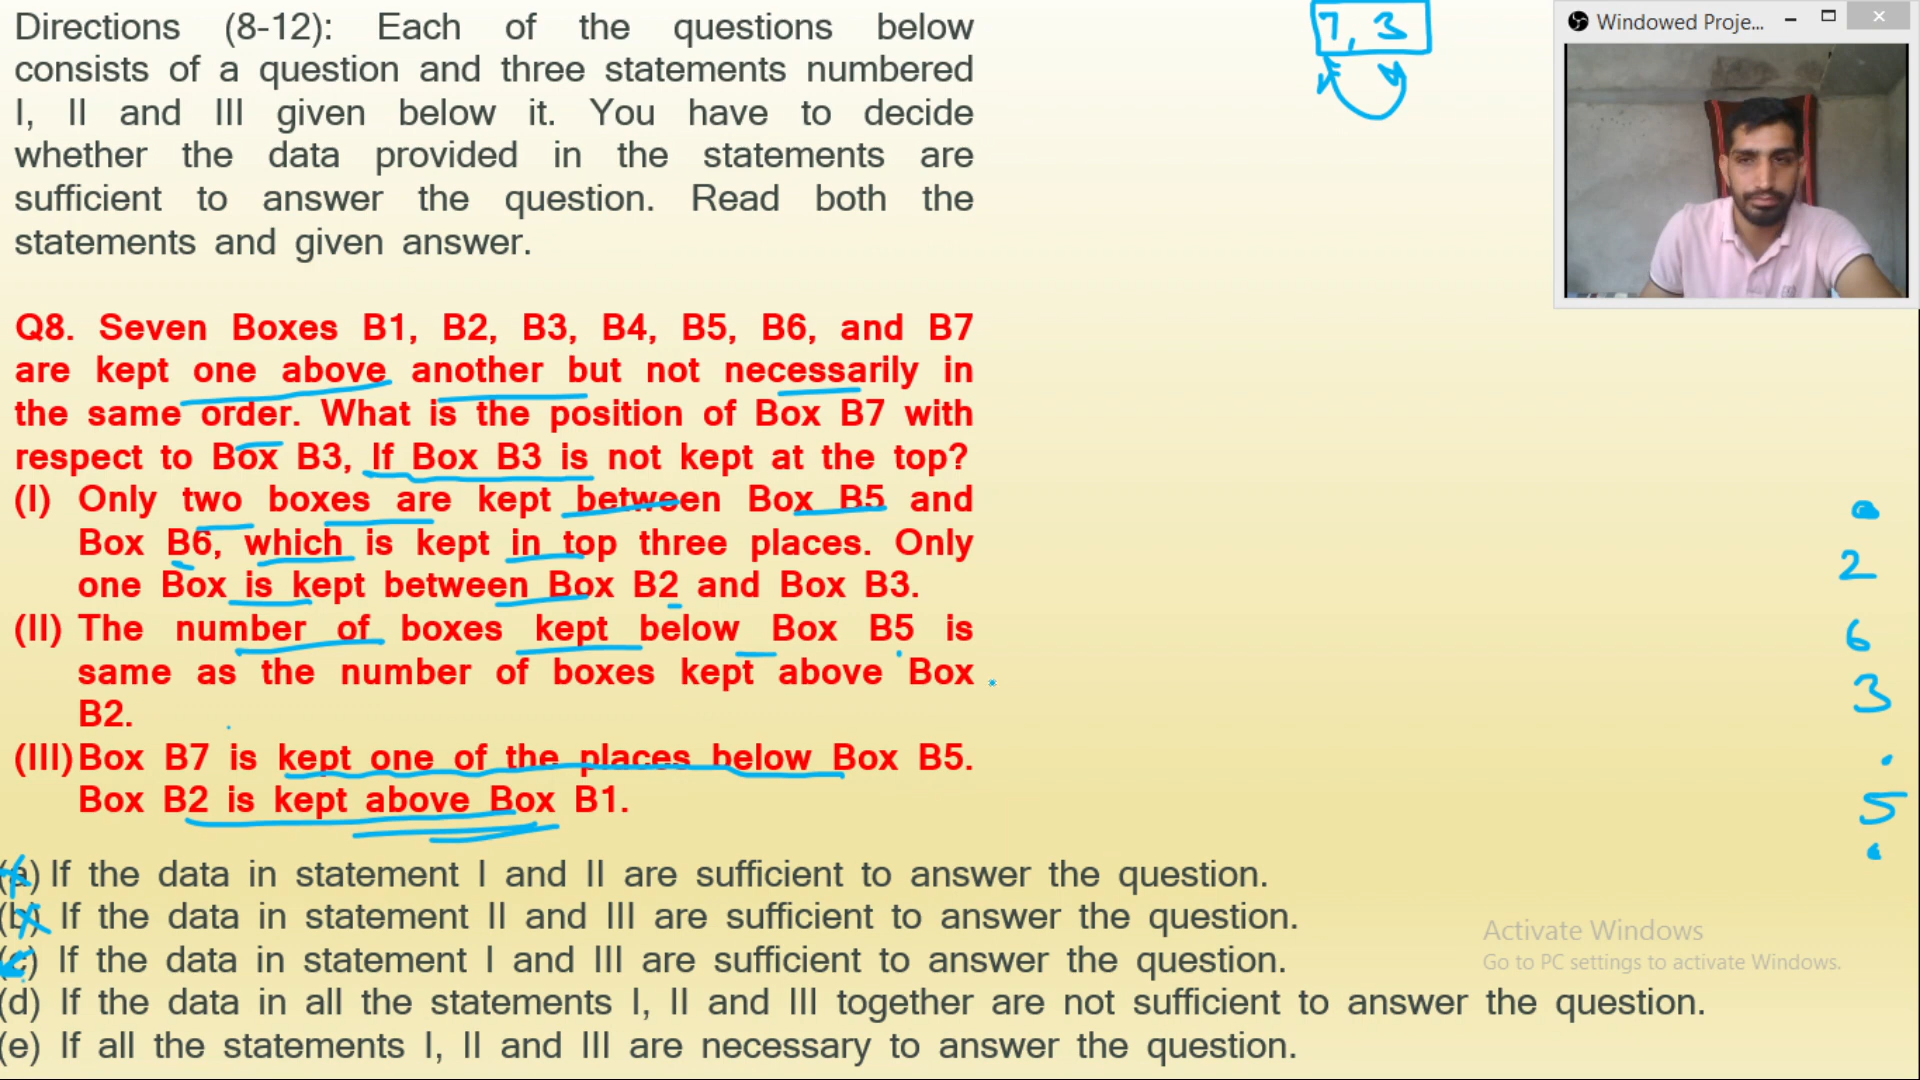 Directions (8-12): Each of the questions below
consists of a question and three statements numbered
I, II and III given below it. You have to decide
whether the data provided in the statements are
sufficient to answer the question. Read both the
statements and given answer.
7, 3
Windowed Proje...
Q8. Seven Boxes B1, B2, B3, B4, B5, B6, and B7
are kept one above another but not necessarily in
the same order. What is the position of Box B7 with
respect to Box B3, If Box B3 is not kept at the top?
(I) Only two boxes are kept between Box B5 and
Box B6, which is kept in top three places. Only
one Box is kept between Box B2 and Box B3.
(II) The number of boxes kept below Box B5 is
same as the number of boxes kept above Box
B2.
(III) Box B7 is kept one of the places below Box B5.
Box B2 is kept above Box B1.
2
6
3
5
(a) If the data in statement I and II are sufficient to answer the question.
(b) If the data in statement II and III are sufficient to answer the question.
(c) If the data in statement I and III are sufficient to answer the question.
(d) If the data in all the statements I, II and III together are not sufficient to answer the question.
(e) If all the statements I, II and III are necessary to answer the question.
Activate Windows
Go to PC settings to activate Windows.